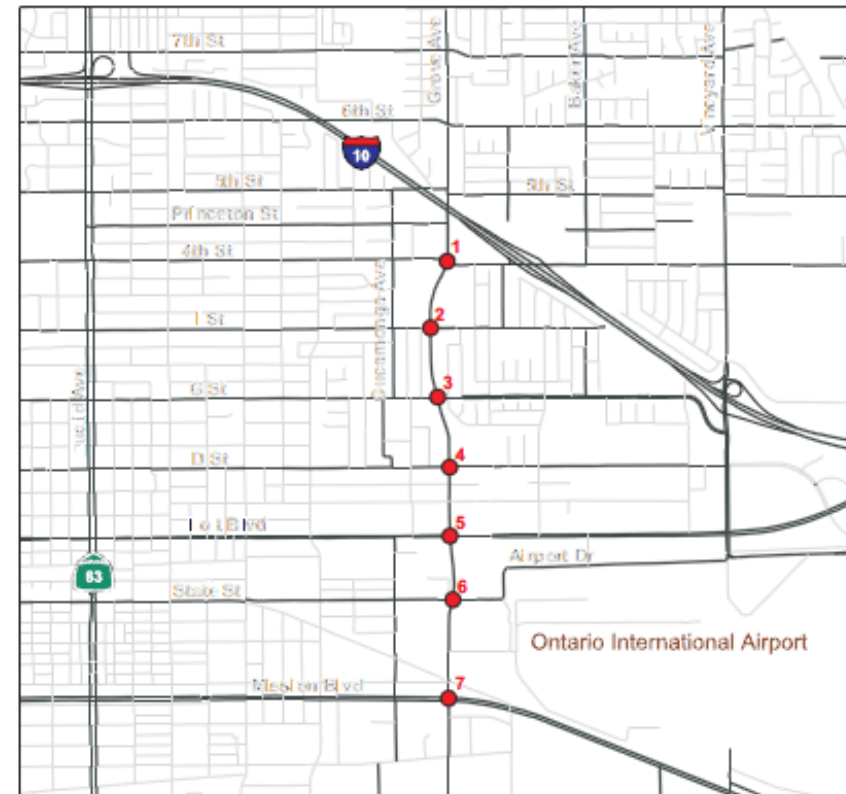 7th St
Grove Ave
Baker Ave
Vineyard Ave
6th St
10
5th St
5th St
Princeton St
4th St
1
Cucamonga Ave
I St
2
G St
3
D St
4
Blvd
5
Airport Dr
83
State St
6
Ontario International Airport
Mission Blvd
7